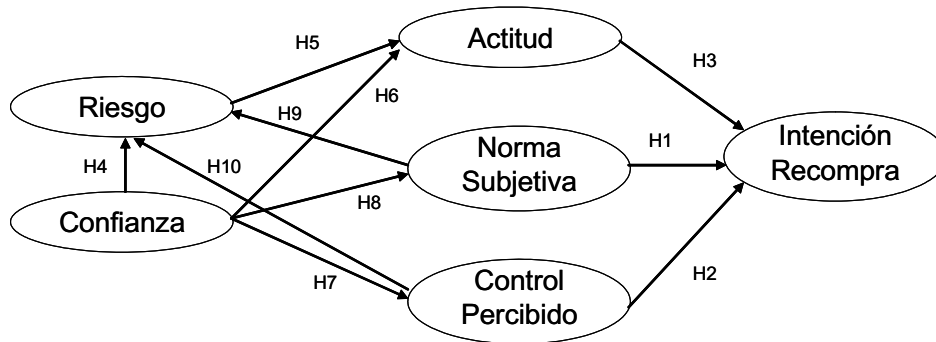 Actitud
H5
H3
H6
Riesgo
H9
Norma
Subjetiva
H1
Intención
Recompra
H4
H10
H8
Confianza
H7
Control
Percibido
H2